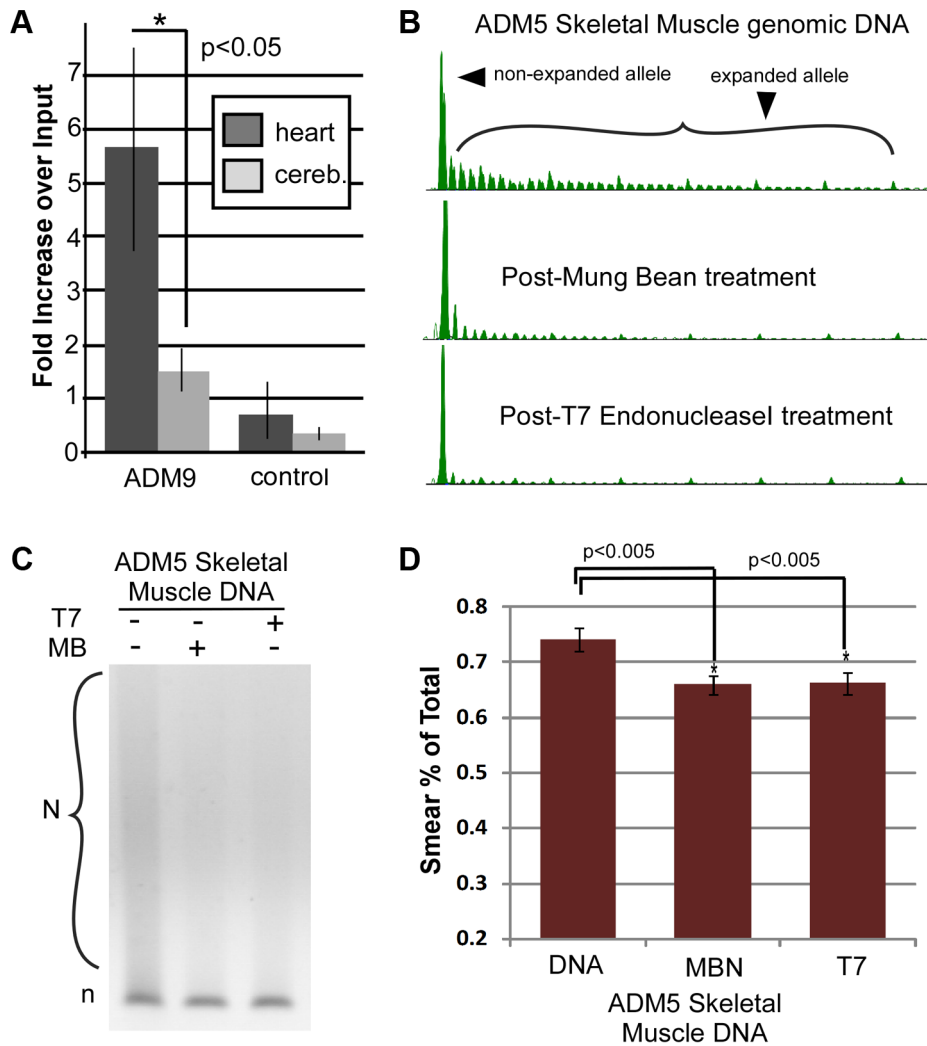 A
*
p<0.05
Fold Increase over Input
7
6
5
4
3
2
1
0
heart
cereb.
ADM9
control
B
ADM5 Skeletal Muscle genomic DNA
non-expanded allele
expanded allele
Post-Mung Bean treatment
Post-T7 EndonucleaseI treatment
C
ADM5 Skeletal
Muscle DNA
T7 - - +
MB - + -
N
n
D
p<0.005
p<0.005
Smear % of Total
0.8
0.7
0.6
0.5
0.4
0.3
0.2
*
*
DNA
MBN
T7
ADM5 Skeletal
Muscle DNA